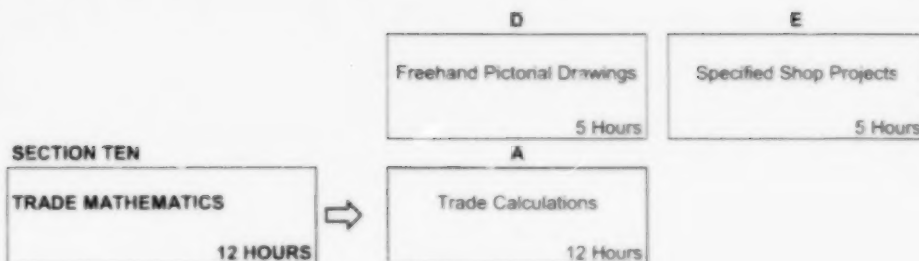 D
E
Freehand Pictorial Drawings
Specified Shop Projects
5 Hours
5 Hours
SECTION TEN
A
TRADE MATHEMATICS
Trade Calculations
12 HOURS
12 Hours